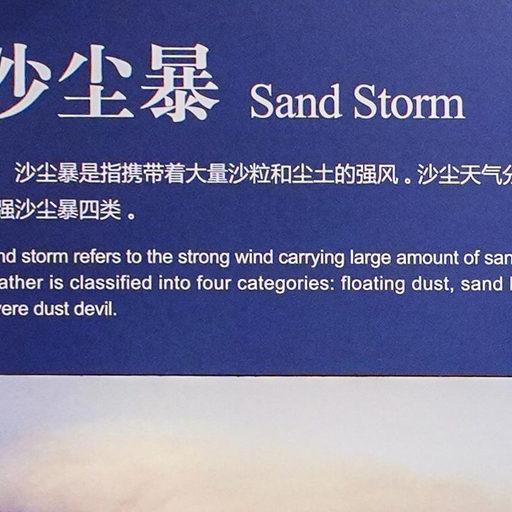 沙尘暴 Sand Storm
沙尘暴是指携带着大量沙粒和尘土的强风。沙尘天气分
强沙尘暴四类。
nd storm refers to the strong wind carrying large amount of san
ather is classified into four categories: floating dust, sand
vere dust devil.